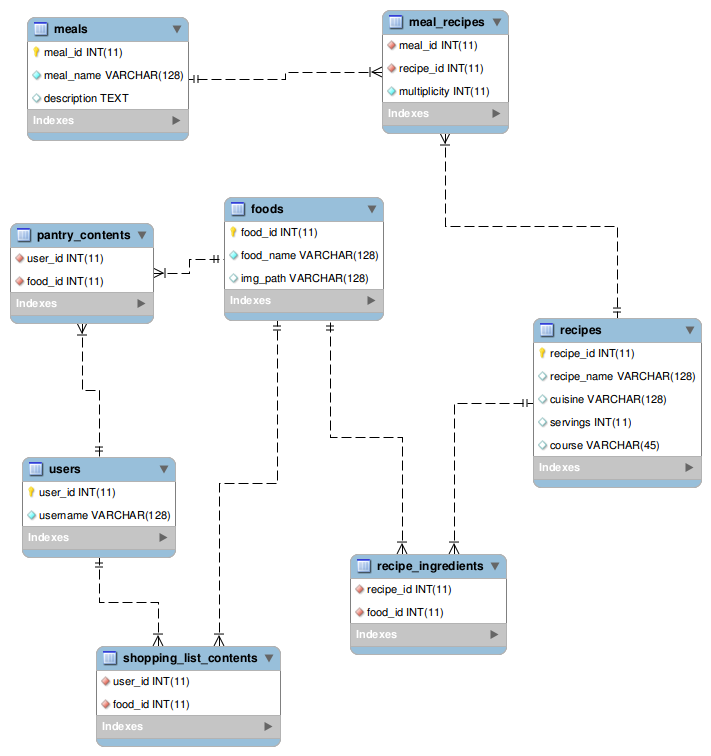 meals
meal_id INT(11)
meal_name VARCHAR(128)
description TEXT
Indexes
meal_recipes
meal_id INT(11)
recipe_id INT(11)
multiplicity INT(11)
Indexes
foods
food_id INT(11)
food_name VARCHAR(128)
img_path VARCHAR(128)
Indexes
pantry_contents
user_id INT(11)
food_id INT(11)
Indexes
recipes
recipe_id INT(11)
recipe_name VARCHAR(128)
cuisine VARCHAR(128)
servings INT(11)
course VARCHAR(45)
Indexes
users
user_id INT(11)
username VARCHAR(128)
Indexes
recipe_ingredients
recipe_id INT(11)
food_id INT(11)
Indexes
shopping_list_contents
user_id INT(11)
food_id INT(11)
Indexes